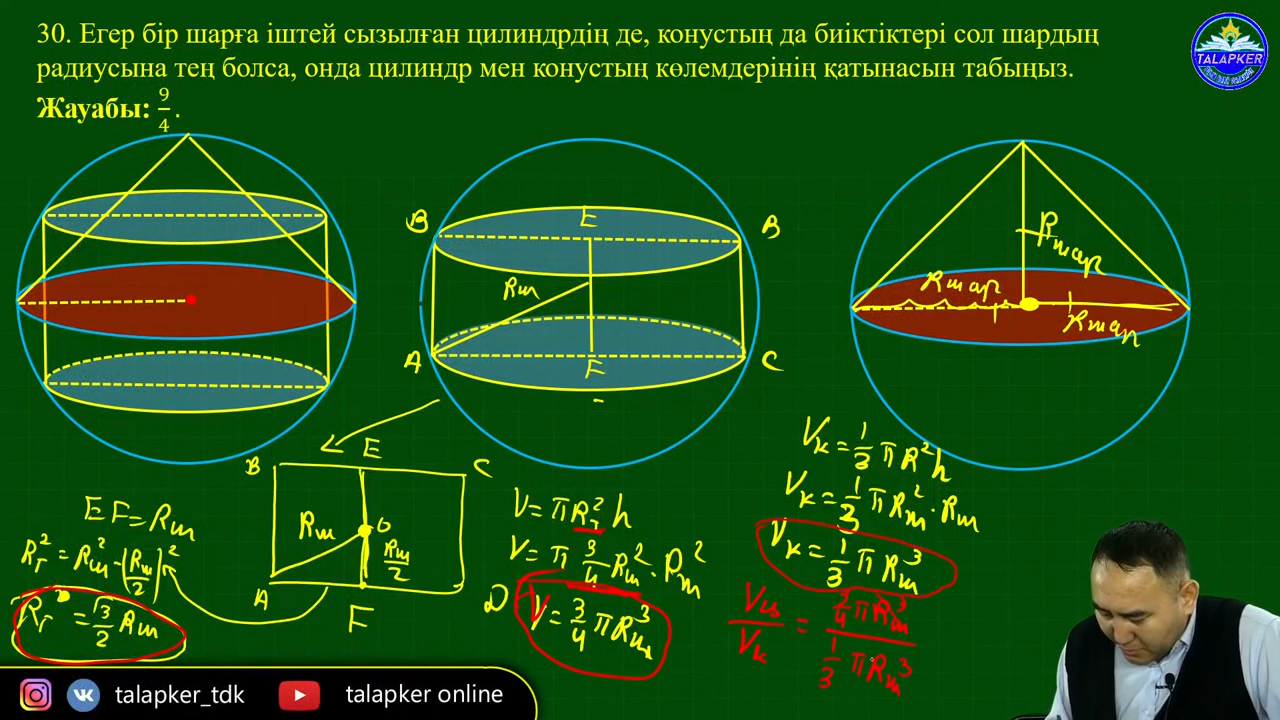 30. Егер бір шарға іштей сызылған цилиндрдің де, конустың да биіктіктері сол шардың
радиусына тең болса, онда цилиндр мен конустың көлемдерінің қатынасын табыңыз.
Жауабы: 9/4.
TALAPKER
B
E
B
Rш
A
F
C
Rшар
Rшар
Rшар
B
E
C
Rш
O
Rш/2
A
F
D
EF=Rш
Rт² = Rш² - (Rш/2)²
Rт = √3/2 Rш
V = πRт² h
V = π 3/4 Rш² · Rш²
V = 3/4 πRш³
Vк = 1/3 πR²h
Vк = 1/3 πRш² · Rш
Vк = 1/3 πRш³
Vц/Vк = 3/4 πRш³ / 1/3 πRш³
talapker_tdk
talapker online